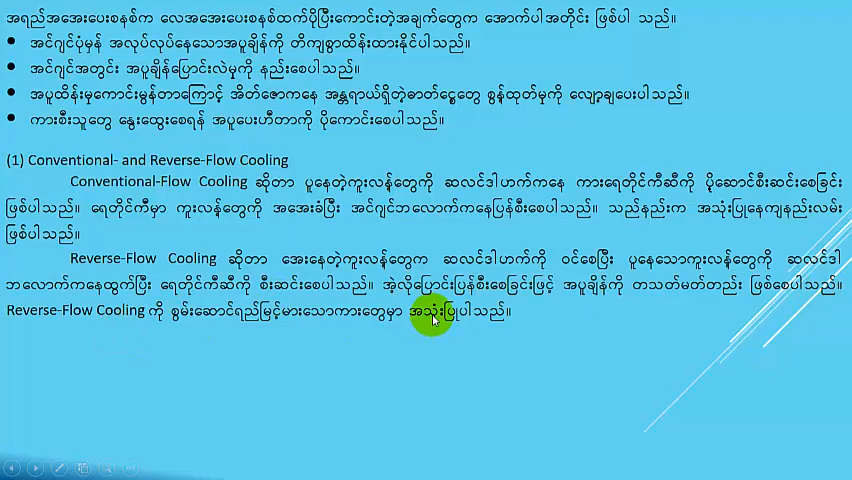 အရည်အအေးပေးစနစ်က လေအအေးပေးစနစ်ထက်ပိုပြီးကောင်းတဲ့အချက်တွေက အောက်ပါအတိုင်း ဖြစ်ပါ သည်။
• အင်ဂျင်ပုံမှန် အလုပ်လုပ်နေသောအပူချိန်ကို တိကျစွာထိန်းထားနိုင်ပါသည်။
• အင်ဂျင်အတွင်း အပူချိန်ပြောင်းလဲမှုကို နည်းစေပါသည်။
• အပူထိန်းမှုကောင်းမွန်တာကြောင့် အိတ်ဇောကနေ အန္တရာယ်ရှိတဲ့ဓာတ်ငွေ့တွေ စွန့်ထုတ်မှုကို လျော့ချပေးပါသည်။
• ကားစီးသူတွေ နွေးထွေးစေရန် အပူပေးဟီတာကို ပိုကောင်းစေပါသည်။
(1) Conventional- and Reverse-Flow Cooling
Conventional-Flow Cooling ဆိုတာ ပူနေတဲ့ကူးလန့်တွေကို ဆလင်ဒါဟက်ကနေ ကားရေတိုင်ကီဆီကို ပို့ဆောင်စီးဆင်းစေခြင်း
ဖြစ်ပါသည်။ ရေတိုင်ကီမှာ ကူးလန့်တွေကို အအေးခံပြီး အင်ဂျင်ဘလောက်ကနေပြန်စီးစေပါသည်။ သည်နည်းက အသုံးပြုနေကျနည်းလမ်း
ဖြစ်ပါသည်။
Reverse-Flow Cooling ဆိုတာ အေးနေတဲ့ကူးလန့်တွေက ဆလင်ဒါဟက်ကို ဝင်စေပြီး ပူနေသောကူးလန့်တွေကို ဆလင်ဒါ
ဘလောက်ကနေထွက်ပြီး ရေတိုင်ကီဆီကို စီးဆင်းစေပါသည်။ အဲ့လိုပြောင်းပြန်စီးစေခြင်းဖြင့် အပူချိန်ကို တသတ်မတ်တည်း ဖြစ်စေပါသည်။
Reverse-Flow Cooling ကို စွမ်းဆောင်ရည်မြင့်မားသောကားတွေမှာ အသုံးပြုပါသည်။